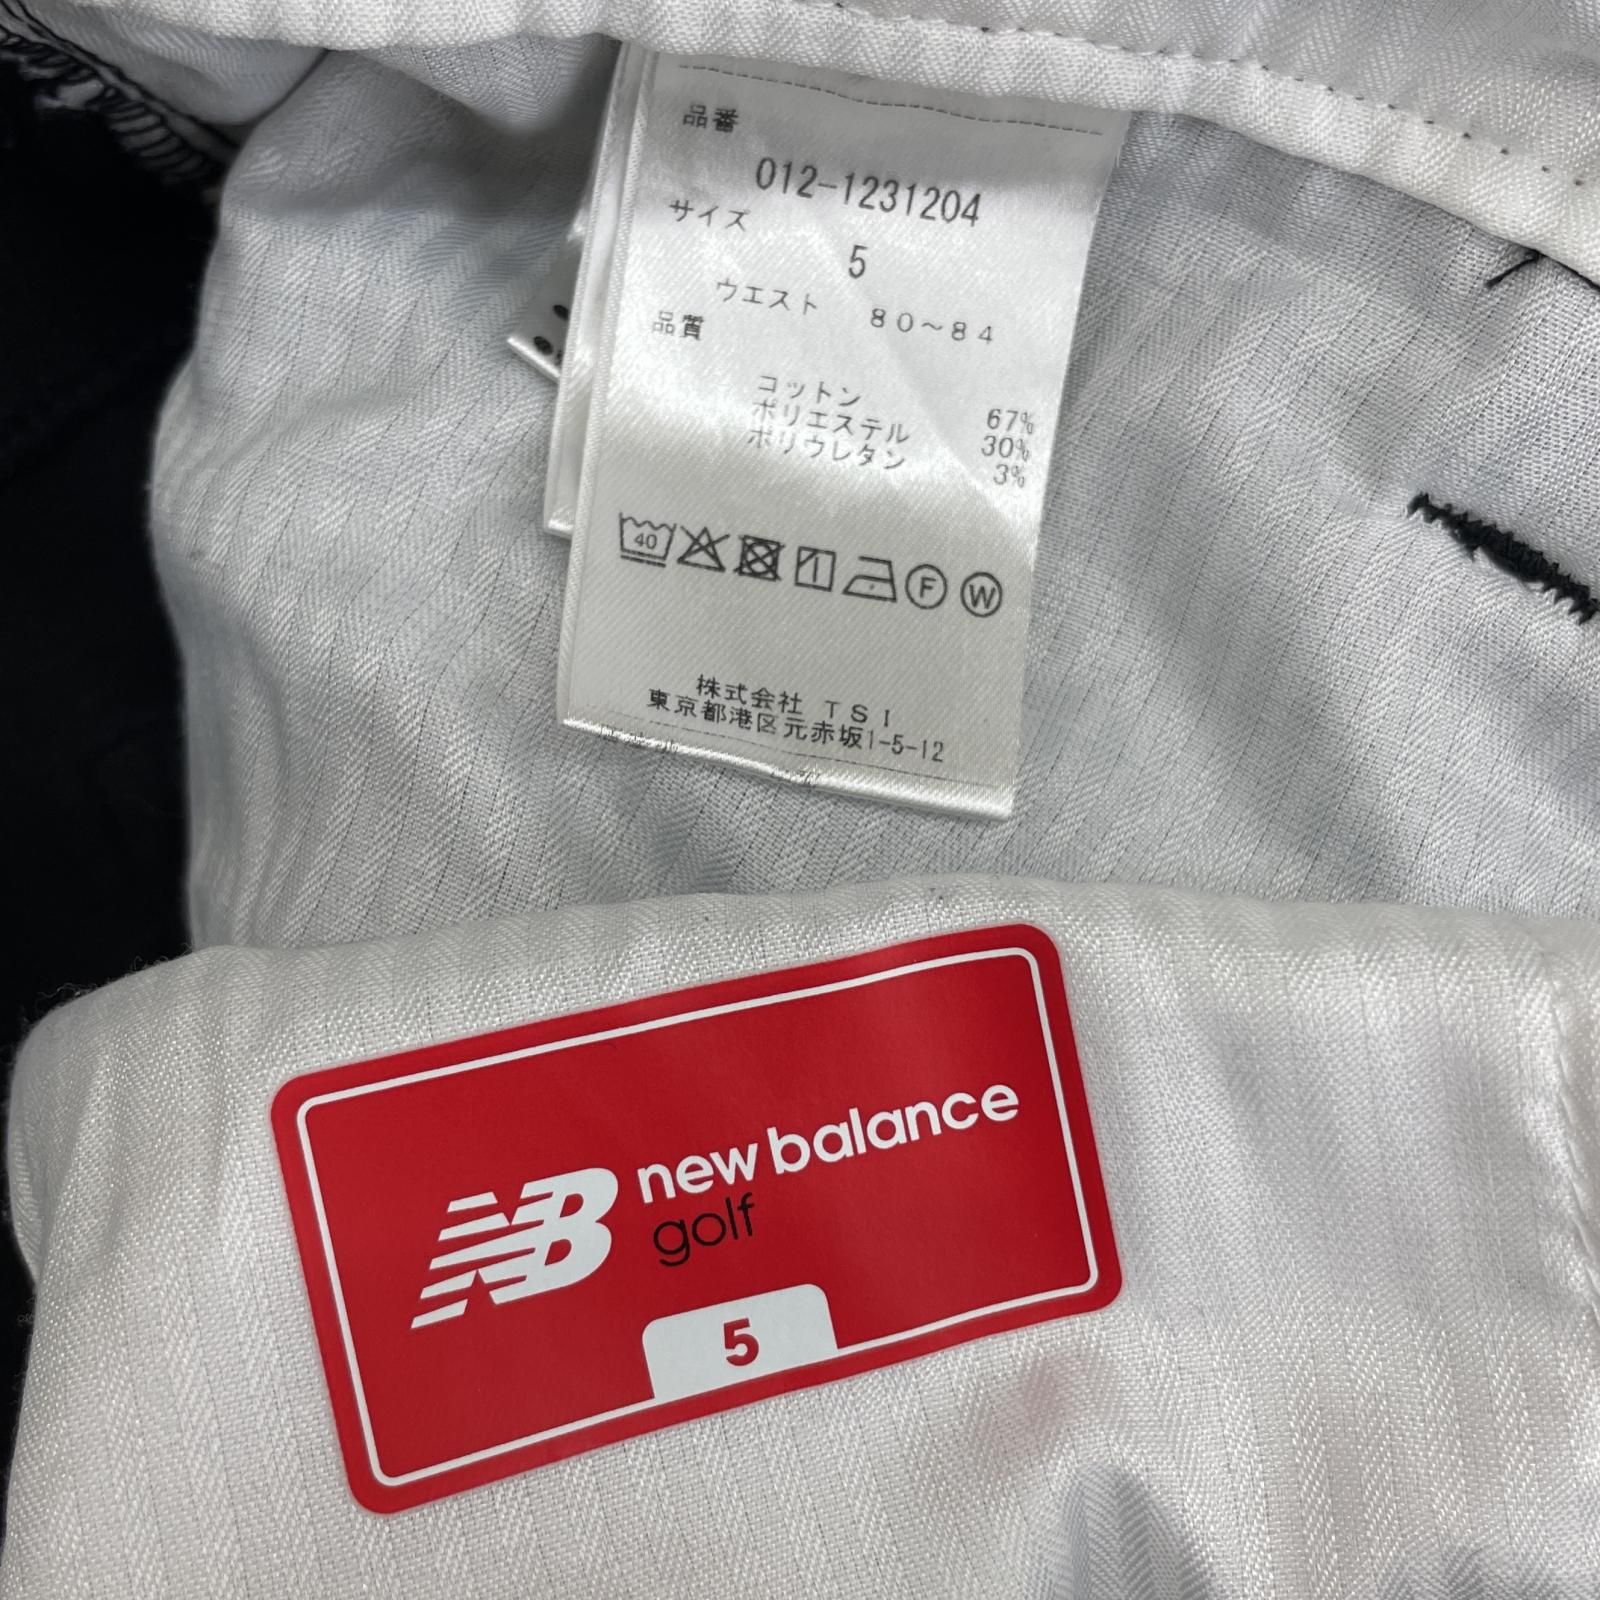 品番
012-1231204
サイズ
5
ウエスト 80～84
品質
コットン 67%
ポリエステル 30%
ポリウレタン 3%
40
F W
株式会社 TSI
東京都港区元赤坂1-5-12
NB new balance
golf
5